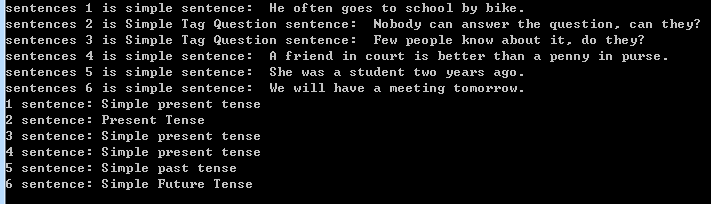 sentences 1 is simple sentence:  He often goes to school by bike.
sentences 2 is Simple Tag Question sentence:  Nobody can answer the question, can they?
sentences 3 is Simple Tag Question sentence:  Few people know about it, do they?
sentences 4 is simple sentence:  A friend in court is better than a penny in purse.
sentences 5 is simple sentence:  She was a student two years ago.
sentences 6 is simple sentence:  We will have a meeting tomorrow.
1 sentence: Simple present tense
2 sentence: Present Tense
3 sentence: Simple present tense
4 sentence: Simple present tense
5 sentence: Simple past tense
6 sentence: Simple Future Tense